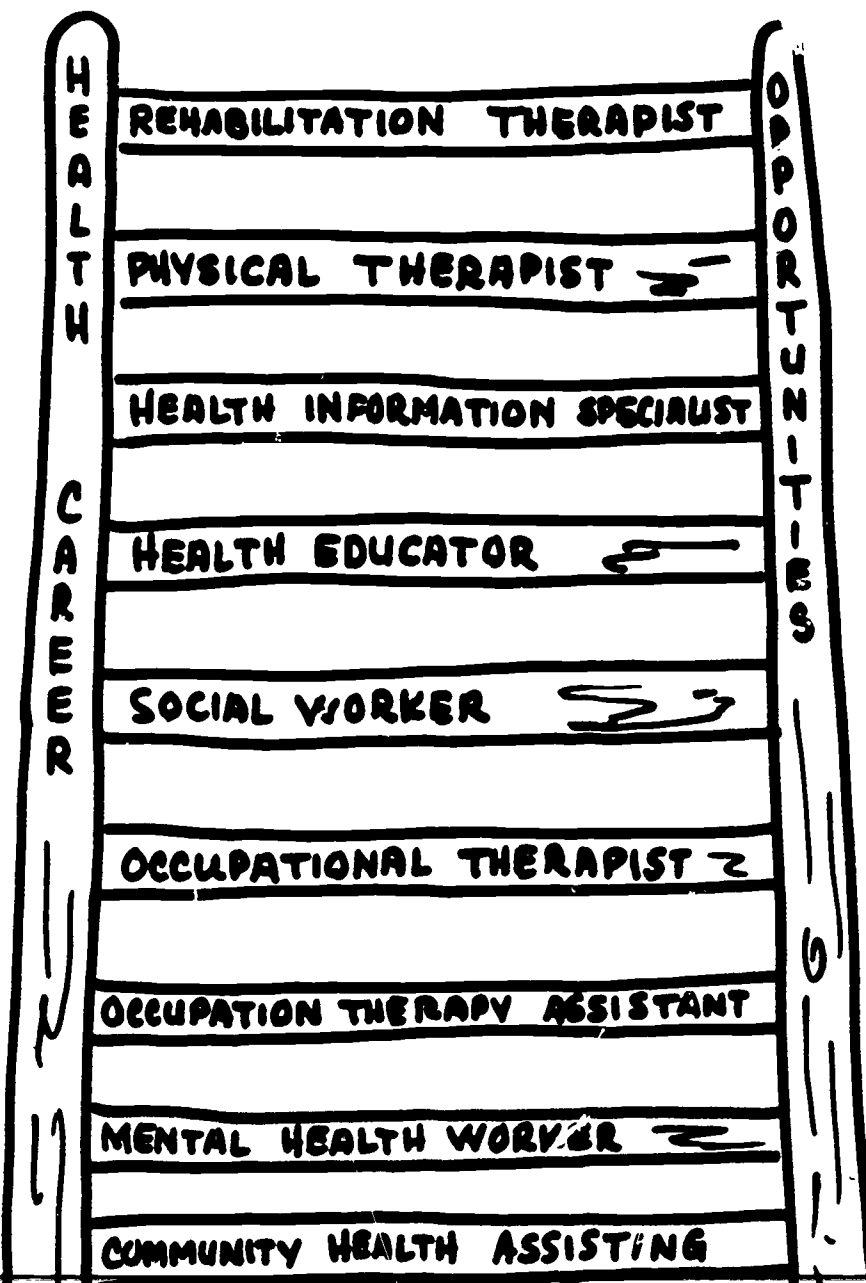 HEALTH CAREER
OPPORTUNITIES
REHABILITATION THERAPIST
PHYSICAL THERAPIST
HEALTH INFORMATION SPECIALIST
HEALTH EDUCATOR
SOCIAL WORKER
OCCUPATIONAL THERAPIST
OCCUPATION THERAPY ASSISTANT
MENTAL HEALTH WORKER
COMMUNITY HEALTH ASSISTING